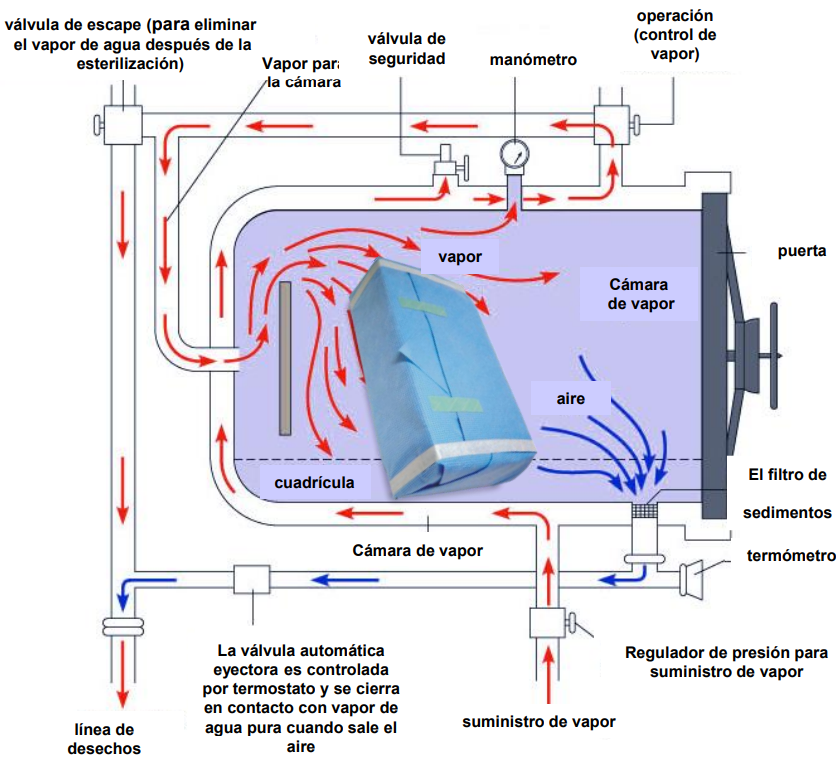 válvula de escape (para eliminar
el vapor de agua después de la
esterilización)
Vapor para
la cámara
válvula de
seguridad
manómetro
operación
(control de
vapor)
vapor
Cámara
de vapor
puerta
aire
cuadrícula
El filtro de
sedimentos
Cámara de vapor
termómetro
La válvula automática
eyectora es controlada
por termostato y se cierra
en contacto con vapor de
agua pura cuando sale el
aire
Regulador de presión para
suministro de vapor
suministro de vapor
línea de
desechos